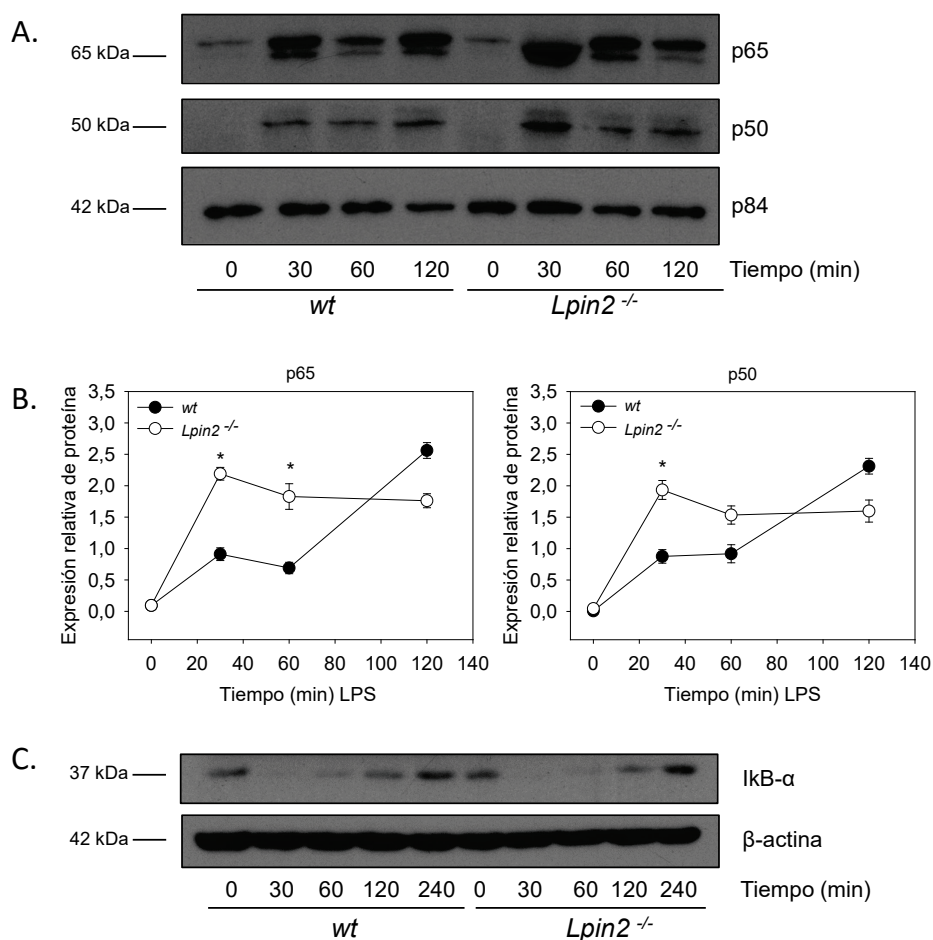 A.
65 kDa
p65
50 kDa
p50
42 kDa
p84
0 30 60 120 0 30 60 120 Tiempo (min)
wt Lpin2 -/-
B.
p65
Expresión relativa de proteína
3,5
3,0
2,5
2,0
1,5
1,0
0,5
0,0
wt
Lpin2 -/-
*
*
0 20 40 60 80 100 120 140
Tiempo (min) LPS
p50
Expresión relativa de proteína
3,5
3,0
2,5
2,0
1,5
1,0
0,5
0,0
wt
Lpin2 -/-
*
0 20 40 60 80 100 120 140
Tiempo (min) LPS
C.
37 kDa
IkB-α
42 kDa
β-actina
0 30 60 120 240 0 30 60 120 240 Tiempo (min)
wt Lpin2 -/-